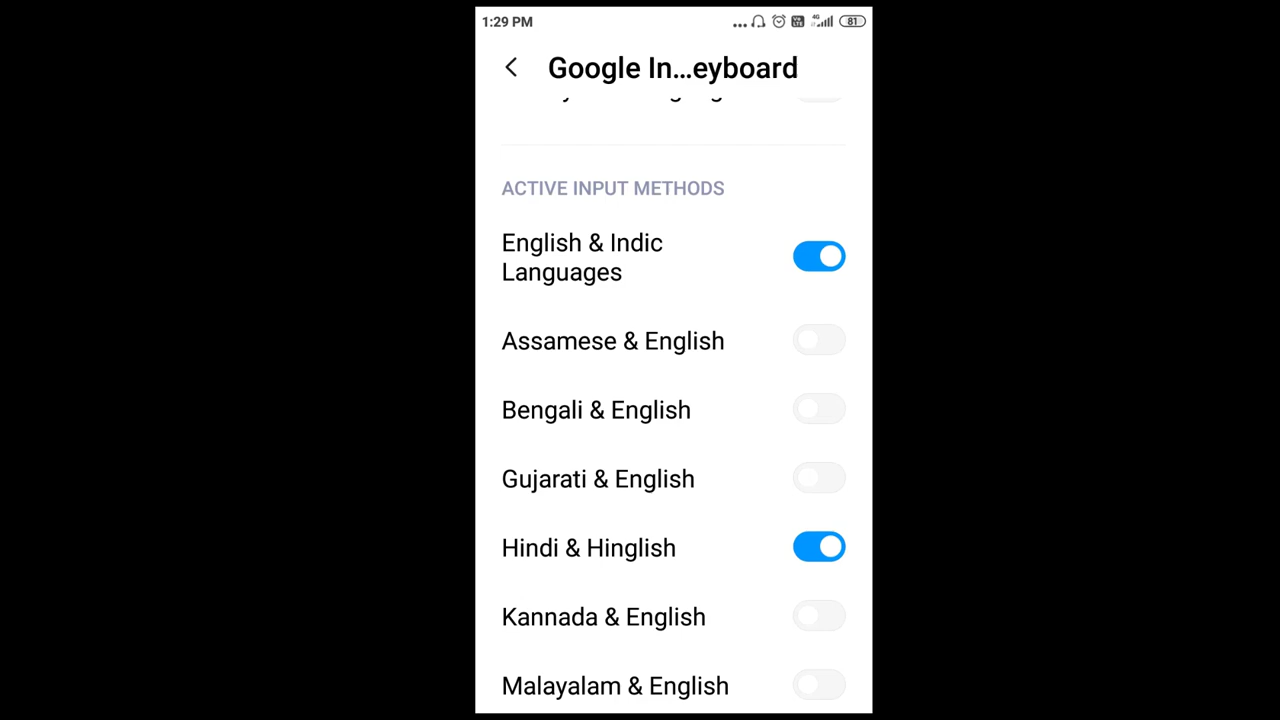 1:29 PM
4G
81
Google In...eyboard
ACTIVE INPUT METHODS
English & Indic
Languages
Assamese & English
Bengali & English
Gujarati & English
Hindi & Hinglish
Kannada & English
Malayalam & English